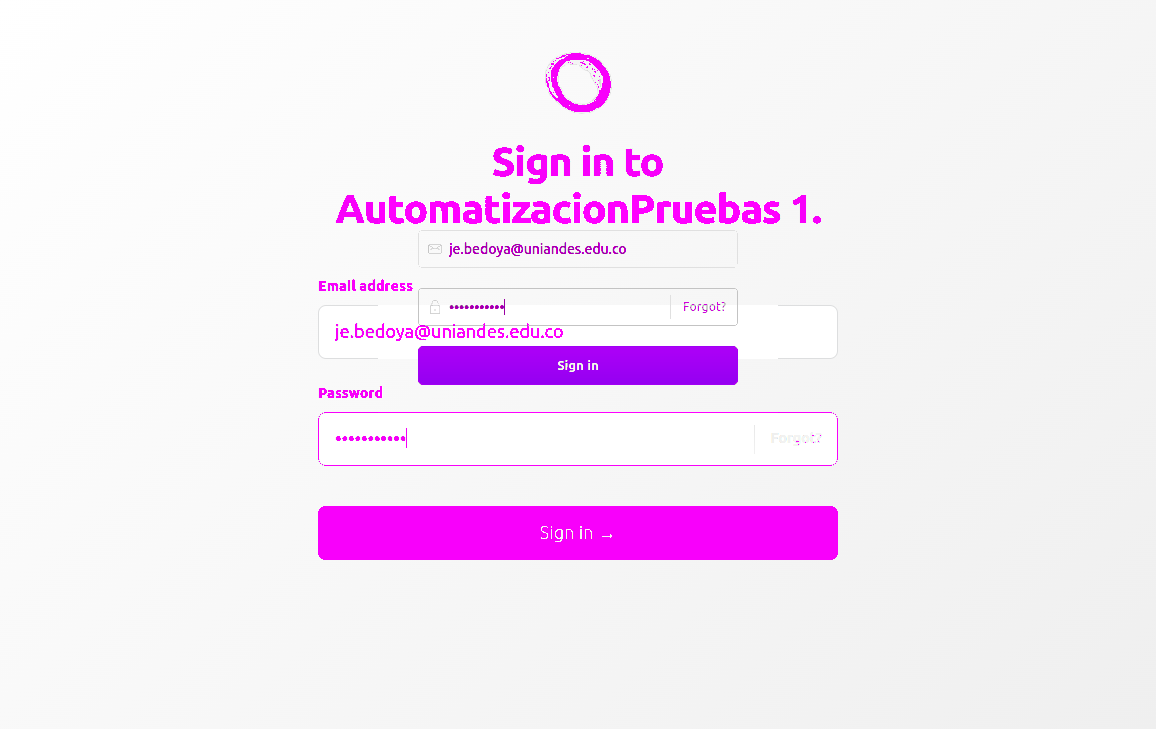 Sign in to
AutomatizacionPruebas 1.
je.bedoya@uniandes.edu.co
Email address
••••••••••• Forgot?
je.bedoya@uniandes.edu.co
Sign in
Password
•••••••••••
Sign in →